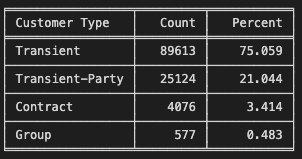 Customer Type Count Percent
Transient 89613 75.059
Transient-Party 25124 21.044
Contract 4076 3.414
Group 577 0.483